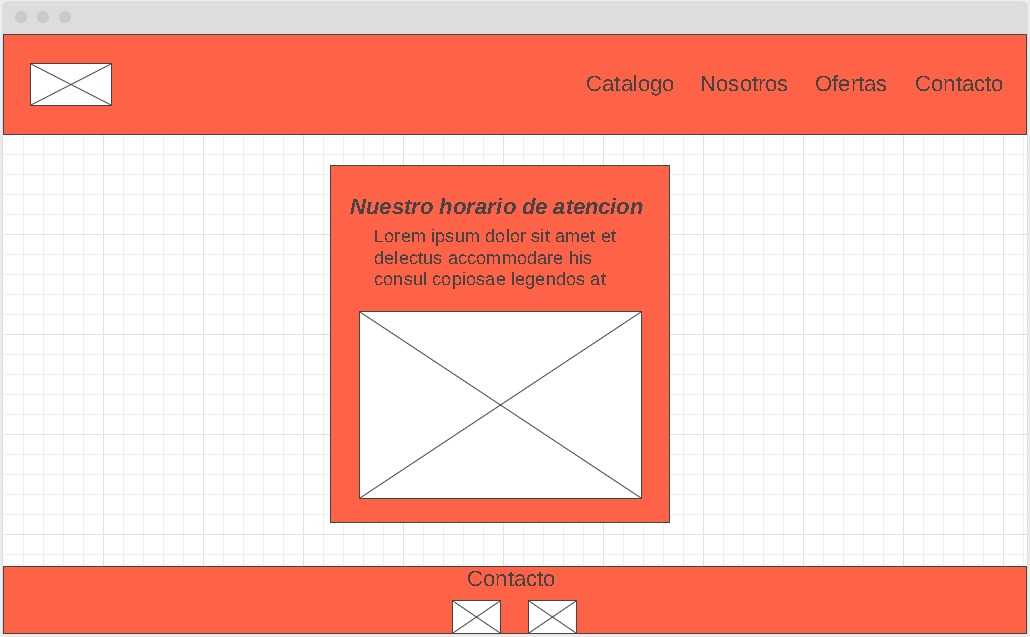 Catalogo Nosotros Ofertas Contacto
Nuestro horario de atencion
Lorem ipsum dolor sit amet et
delectus accommodare his
consul copiosae legendos at
Contacto